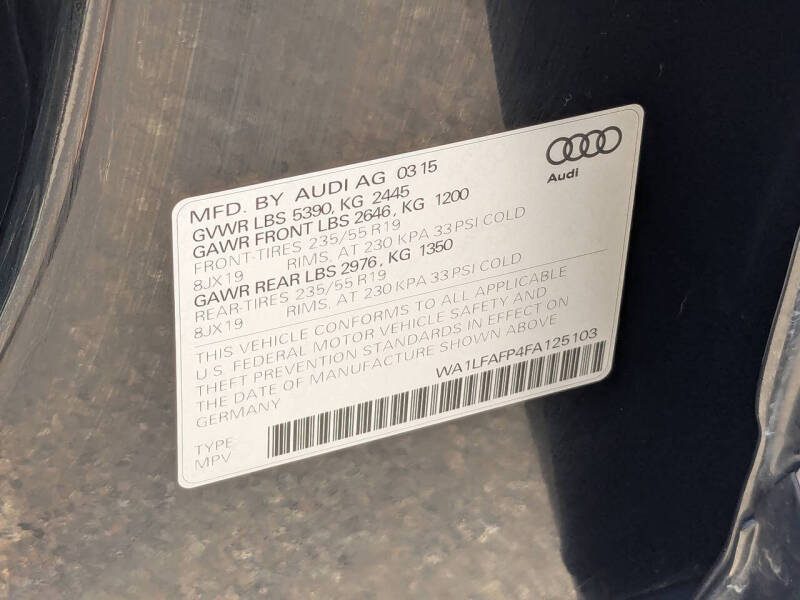 Audi
MFD. BY AUDI AG 03 15
GVWR LBS 5390, KG 2445
GAWR FRONT LBS 2646, KG 1200
FRONT-TIRES 235/55 R19
8JX19 RIMS, AT 230 KPA 33 PSI COLD
GAWR REAR LBS 2976, KG 1350
REAR-TIRES 235/55 R19
8JX19 RIMS, AT 230 KPA 33 PSI COLD
THIS VEHICLE CONFORMS TO ALL APPLICABLE
U.S. FEDERAL MOTOR VEHICLE SAFETY AND
THEFT PREVENTION STANDARDS IN EFFECT ON
THE DATE OF MANUFACTURE SHOWN ABOVE
GERMANY
WA1LFAFP4FA125103
TYPE
MPV